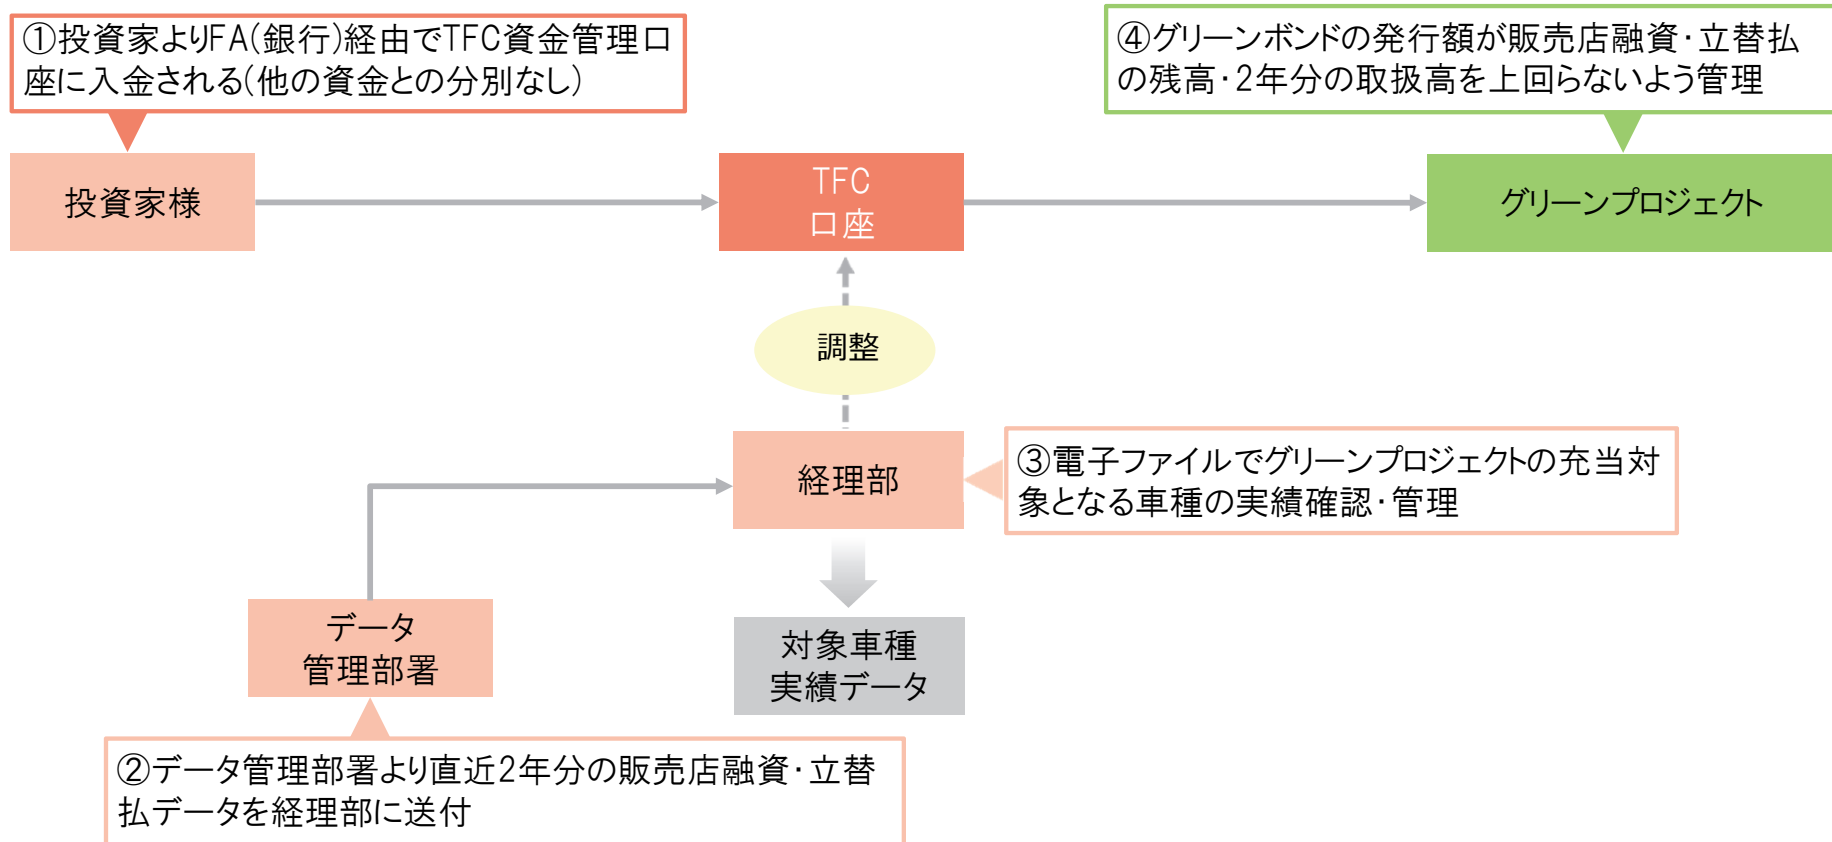 ①投資家よりFA(銀行)経由でTFC資金管理口
座に入金される(他の資金との分別なし)
④グリーンボンドの発行額が販売店融資・立替払
の残高・2年分の取扱高を上回らないよう管理
投資家様
TFC
口座
グリーンプロジェクト
調整
経理部
③電子ファイルでグリーンプロジェクトの充当対
象となる車種の実績確認・管理
データ
管理部署
対象車種
実績データ
②データ管理部署より直近2年分の販売店融資・立替
払データを経理部に送付